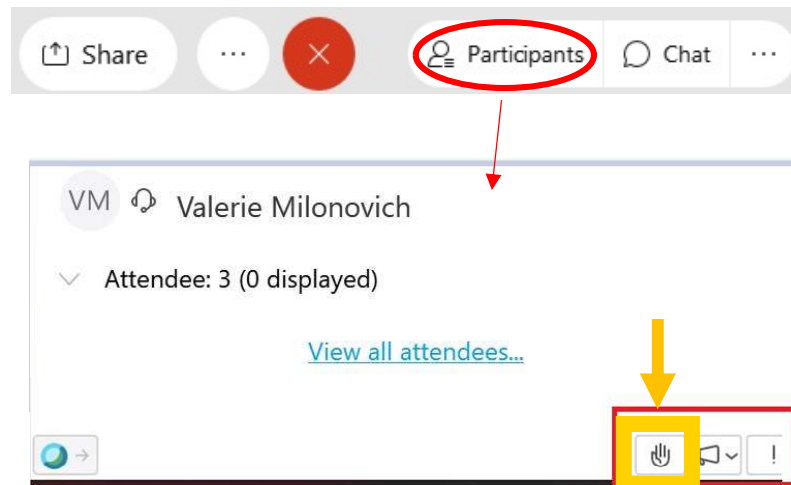 Share ... Participants Chat ...
VM Valerie Milonovich
Attendee: 3 (0 displayed)
View all attendees...
!